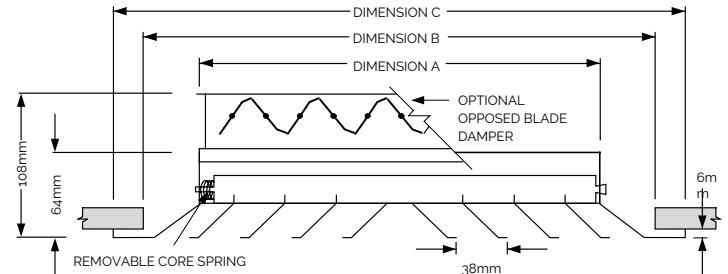 DIMENSION C
DIMENSION B
DIMENSION A
OPTIONAL
OPPOSED BLADE
DAMPER
108mm
64mm
6m
m
REMOVABLE CORE SPRING
38mm